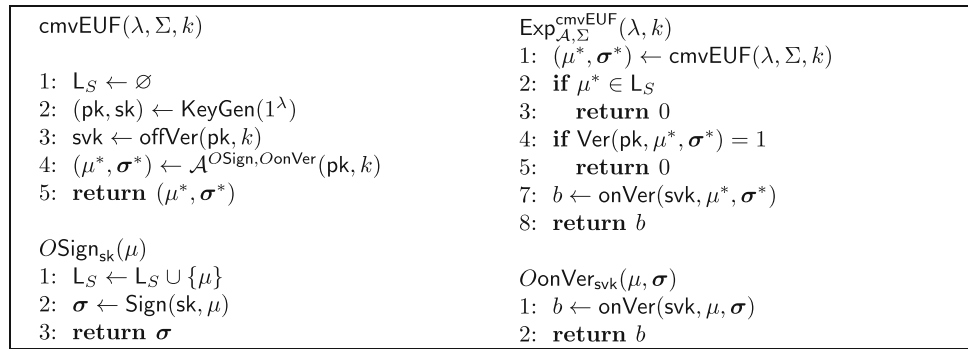 cmvEUF(λ, Σ, k)
1: L_S ← ∅
2: (pk, sk) ← KeyGen(1^λ)
3: svk ← offVer(pk, k)
4: (μ*, σ*) ← A^{OSign,OonVer}(pk, k)
5: return (μ*, σ*)
OSign_sk(μ)
1: L_S ← L_S ∪ {μ}
2: σ ← Sign(sk, μ)
3: return σ
Exp^{cmvEUF}_{A,Σ}(λ, k)
1: (μ*, σ*) ← cmvEUF(λ, Σ, k)
2: if μ* ∈ L_S
3: return 0
4: if Ver(pk, μ*, σ*) = 1
5: return 0
7: b ← onVer(svk, μ*, σ*)
8: return b
OonVer_svk(μ, σ)
1: b ← onVer(svk, μ, σ)
2: return b